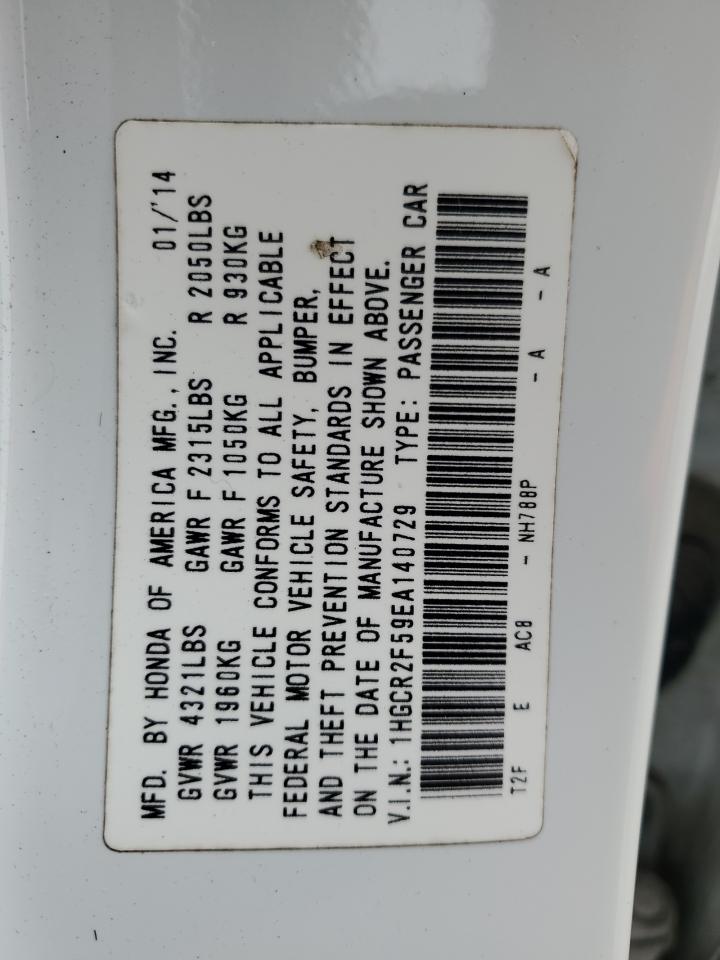 MFD. BY HONDA OF AMERICA MFG., INC. 01/'14
GVWR 4321LBS GAWR F 2315LBS R 2050LBS
GVWR 1960KG GAWR F 1050KG R 930KG
THIS VEHICLE CONFORMS TO ALL APPLICABLE
FEDERAL MOTOR VEHICLE SAFETY, BUMPER,
AND THEFT PREVENTION STANDARDS IN EFFECT
ON THE DATE OF MANUFACTURE SHOWN ABOVE.
V.I.N.: 1HGCR2F59EA140729 TYPE: PASSENGER CAR
T2F E AC8 - NH788P - A - A